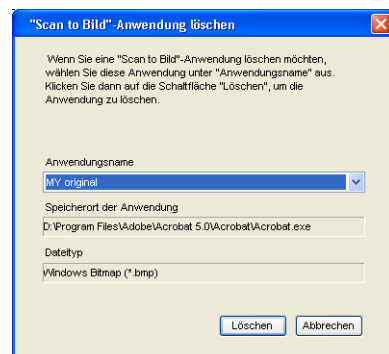 "Scan to Bild"-Anwendung löschen
Wenn Sie eine "Scan to Bild"-Anwendung löschen möchten,
wählen Sie diese Anwendung unter "Anwendungsname" aus.
Klicken Sie dann auf die Schaltfläche "Löschen", um die
Anwendung zu löschen.
Anwendungsname
MY original
Speicherort der Anwendung
D:\Program Files\Adobe\Acrobat 5.0\Acrobat\Acrobat.exe
Dateityp
Windows Bitmap (*.bmp)
Löschen Abbrechen